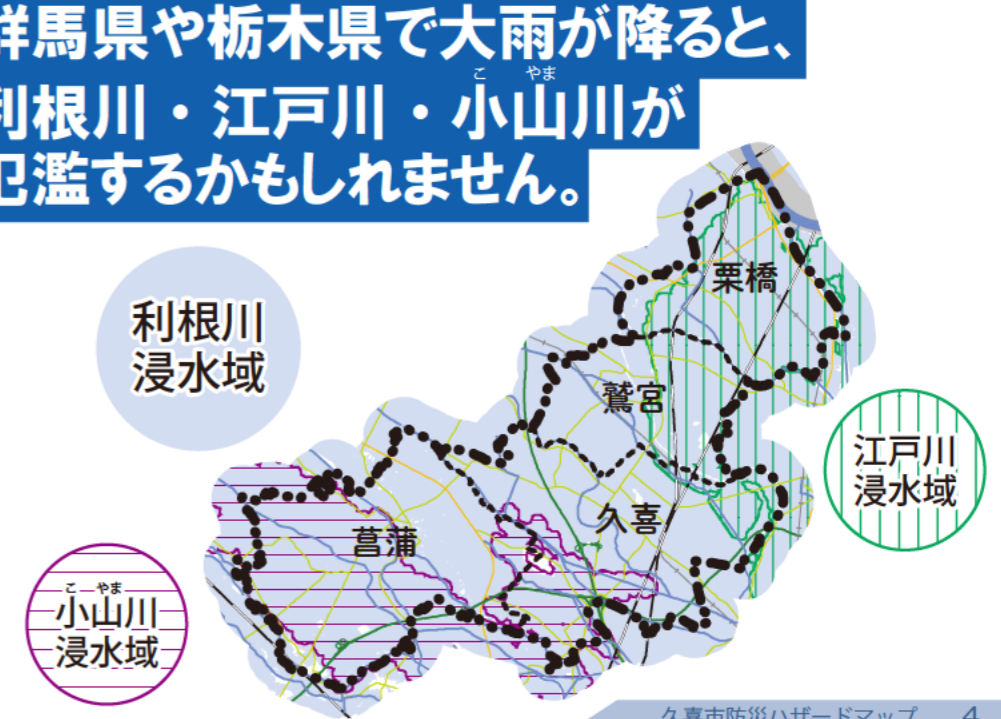 群馬県や栃木県で大雨が降ると、
利根川・江戸川・小山川が
こ やま
氾濫するかもしれません。
利根川
浸水域
栗橋
鷲宮
久喜
菖蒲
江戸川
浸水域
こ やま
小山川
浸水域
久喜市防災ハザードマップ 4